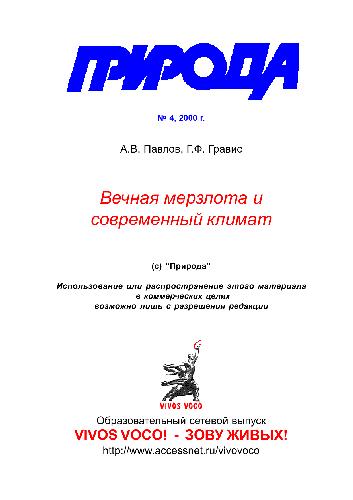 ПРИРОДА
№ 4, 2000 г.
А.В. Павлов, Г.Ф. Гравис
Вечная мерзлота и
современный климат
(с) "Природа"
Использование или распространение этого материала
в коммерческих целях
возможно лишь с разрешения редакции
VIVOS VOCO
Образовательный сетевой выпуск
VIVOS VOCO! - ЗОВУ ЖИВЫХ!
http://www.accessnet.ru/vivovoco